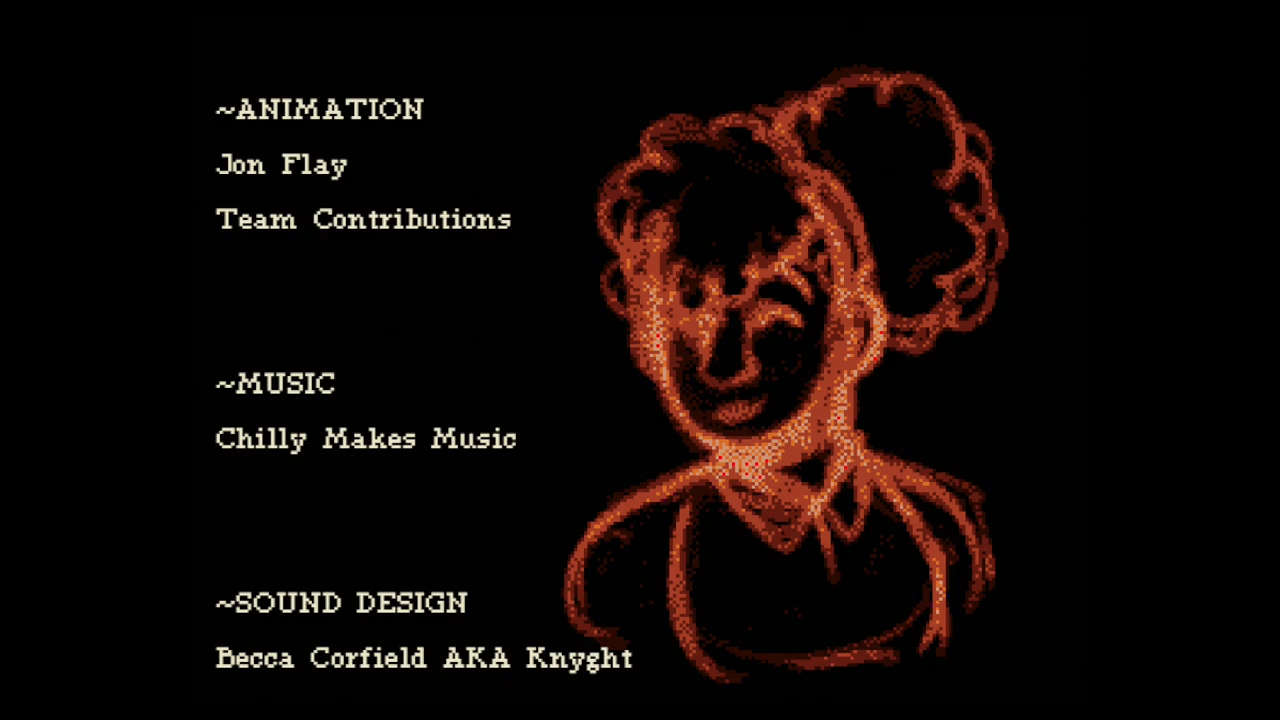 ~ANIMATION
Jon Flay
Team Contributions
~MUSIC
Chilly Makes Music
~SOUND DESIGN
Becca Corfield AKA Knyght